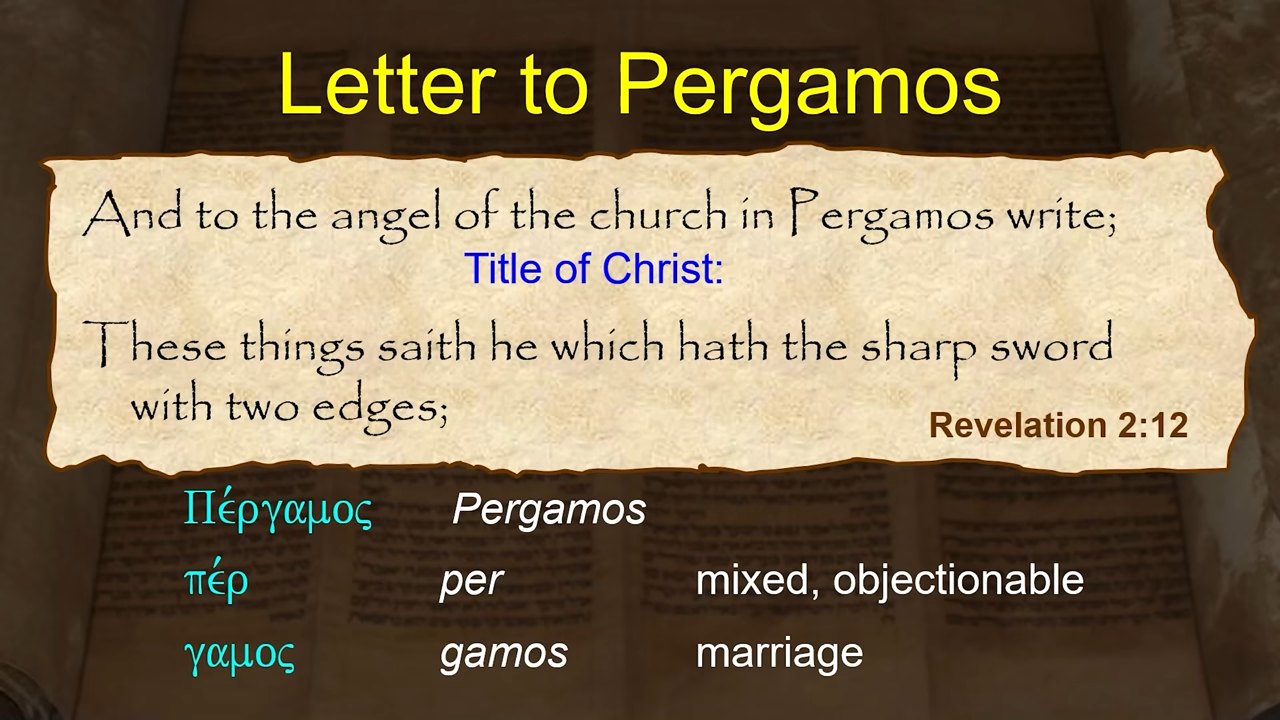 Letter to Pergamos
And to the angel of the church in Pergamos write;
Title of Christ:
These things saith he which hath the sharp sword
with two edges;
Revelation 2:12
Πέργαμος Pergamos
πέρ per mixed, objectionable
γαμος gamos marriage